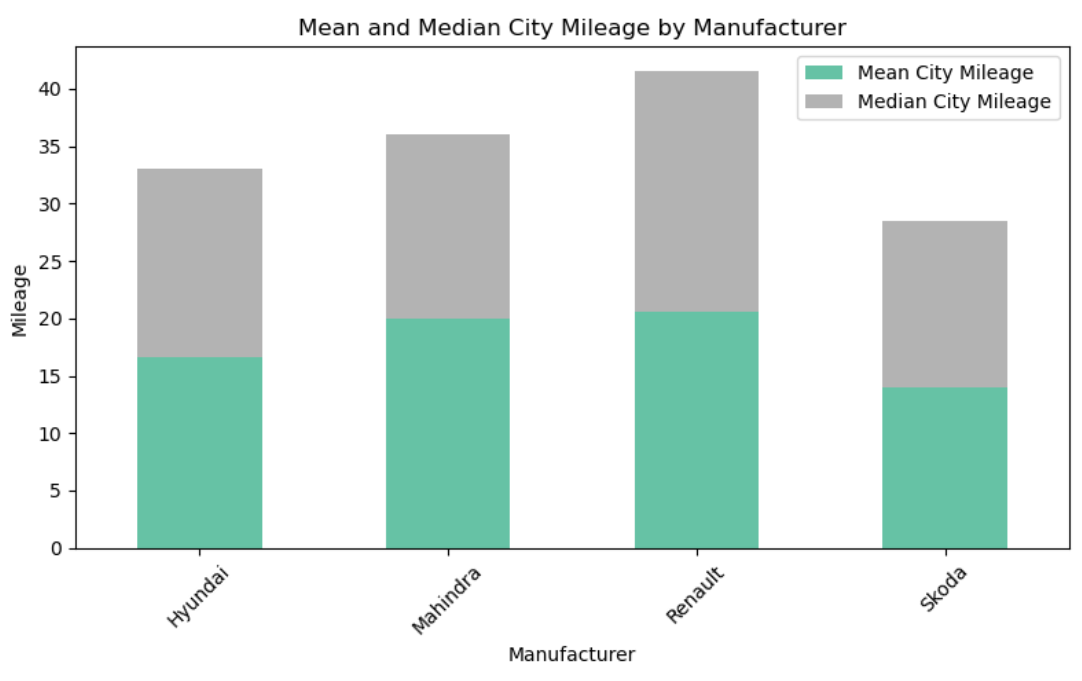 Mean and Median City Mileage by Manufacturer
Mean City Mileage
Median City Mileage
Mileage
40
35
30
25
20
15
10
5
0
Hyundai
Mahindra
Renault
Skoda
Manufacturer